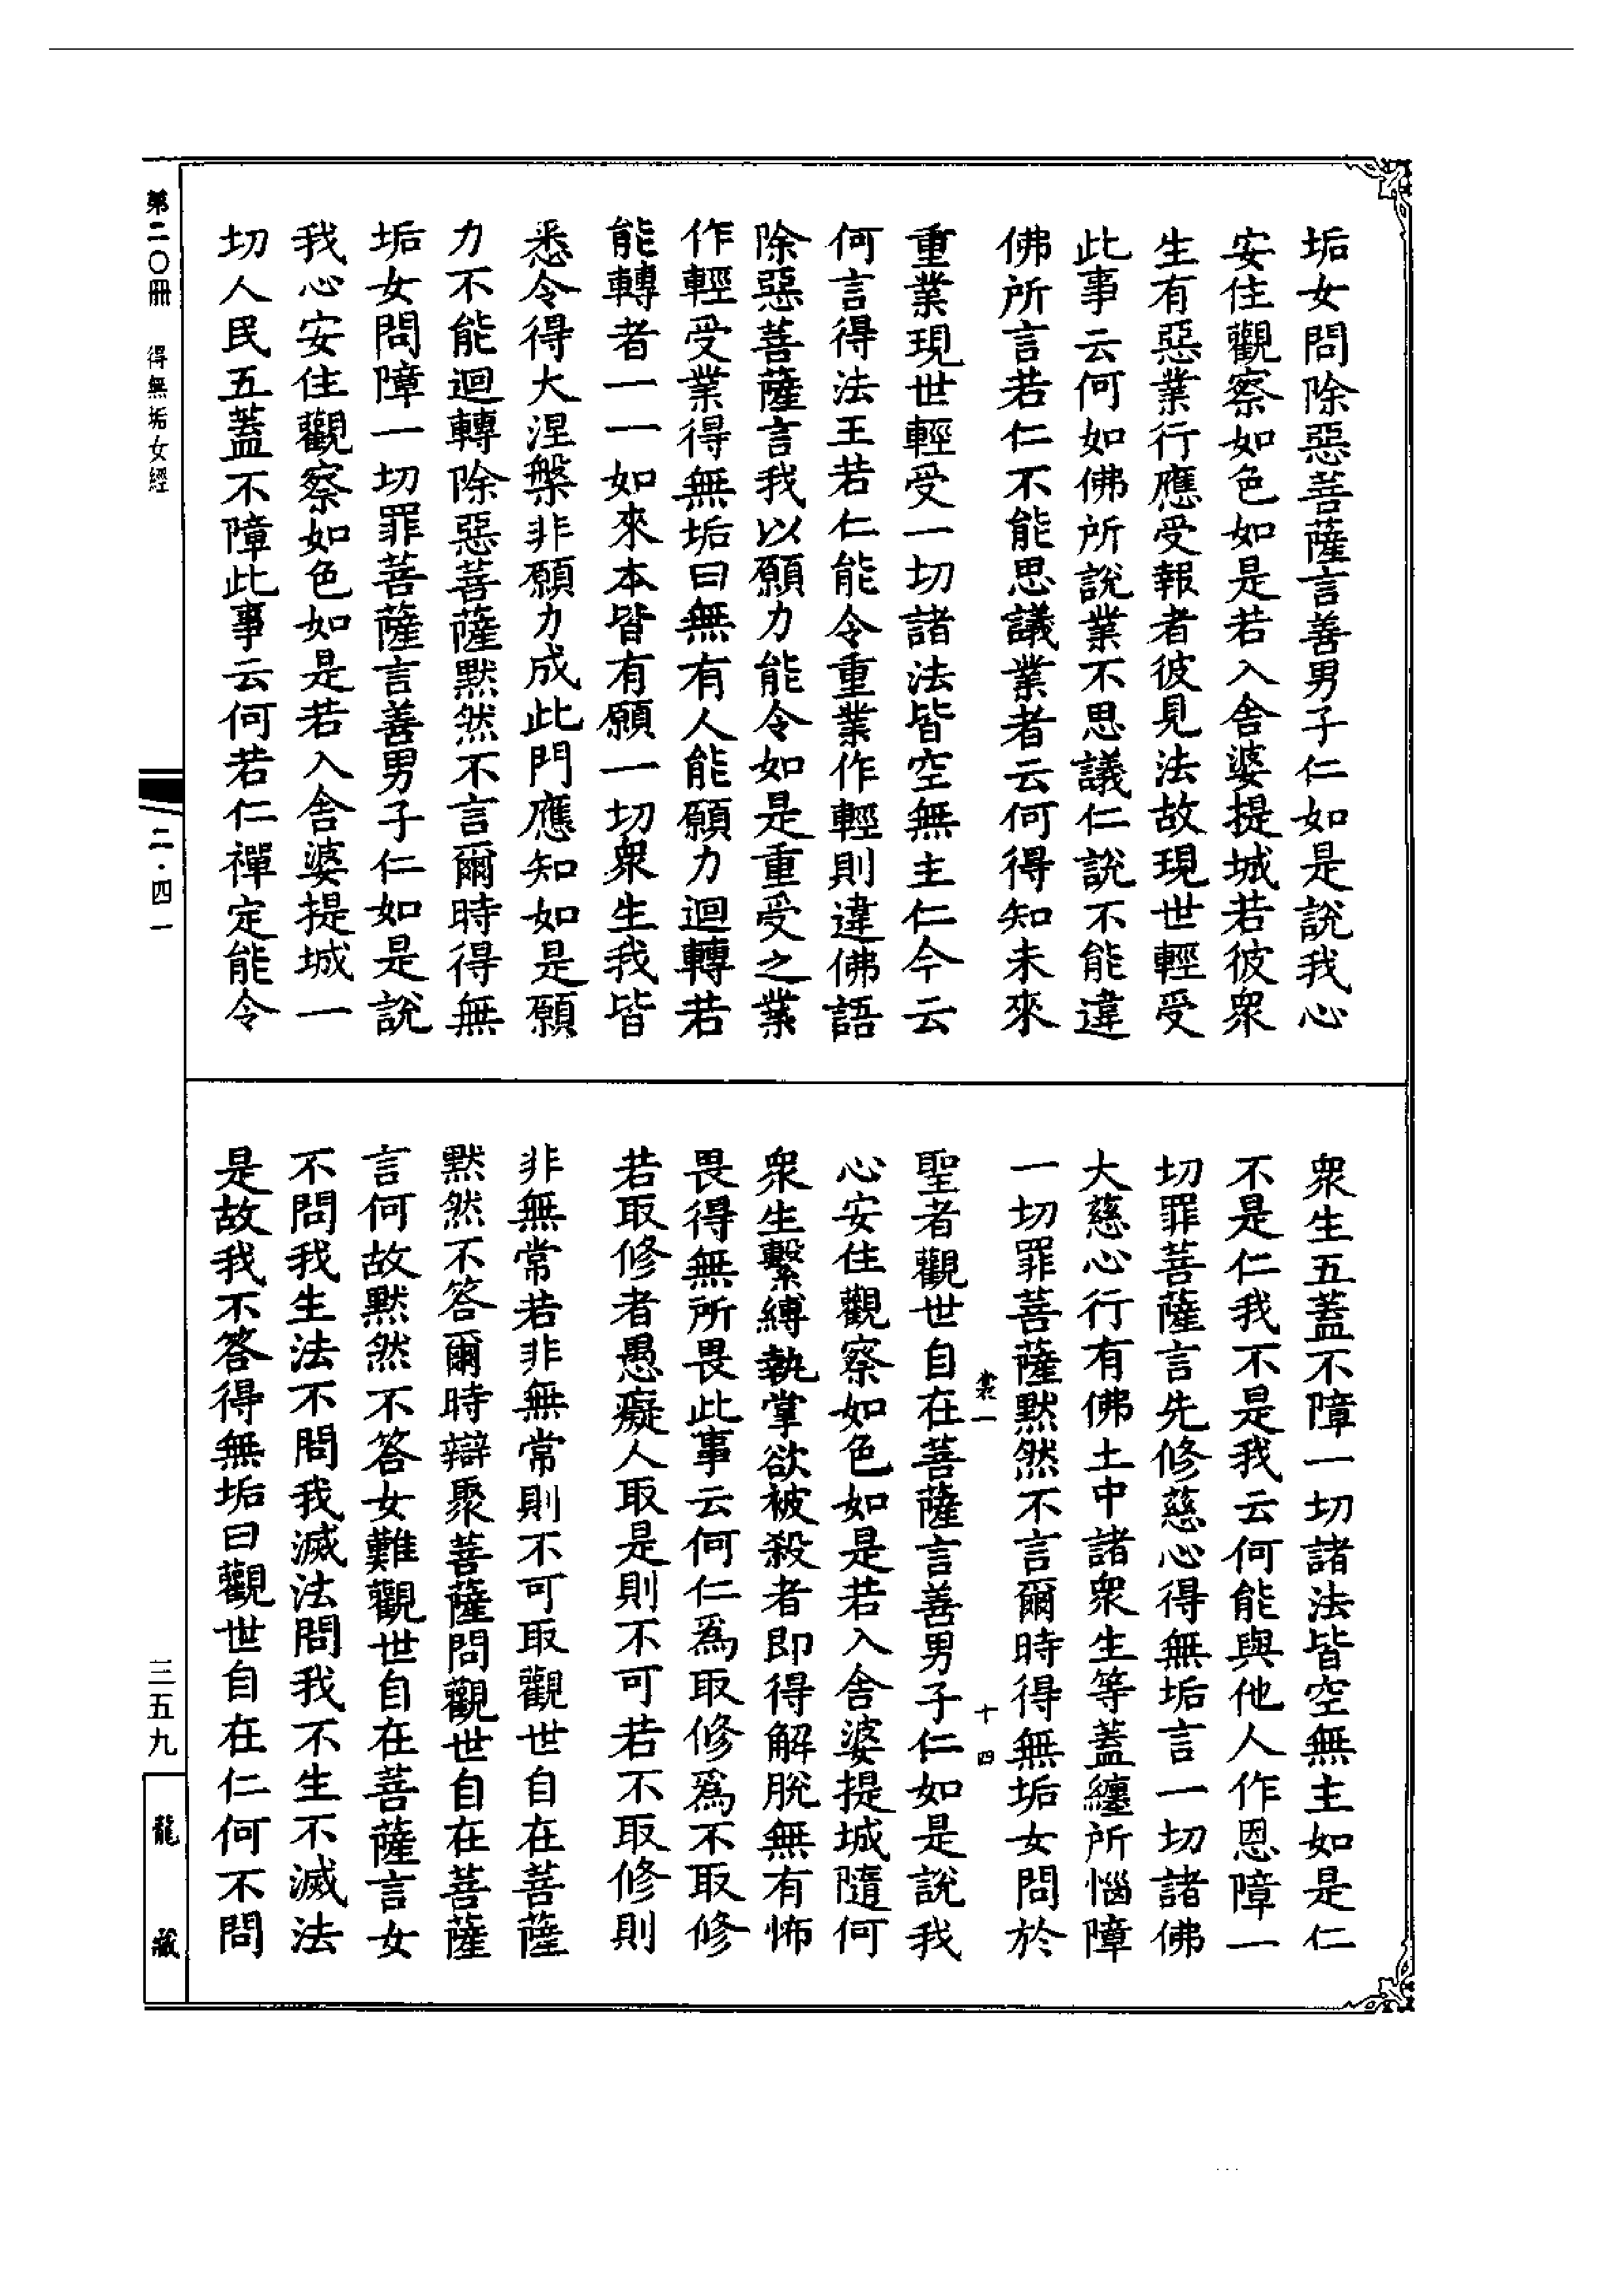 垢女問除惡菩薩言善男子仁如是說我心
安住觀察如色如是若入舍婆提城若彼衆
生有惡業行應受報者彼見法故現世輕受
此事云何如佛所說業不思議仁說不能違
佛所言若仁不能思議業者云何得知未來
重業現世輕受一切諸法皆空無主仁今云
何言得法王若仁能令重業作輕則違佛語
除惡菩薩言我以願力能令如是重受之業
作輕受業得無垢曰無有人能願力迴轉若
能轉者一一如來本皆有願一切衆生我皆
悉令得大涅槃非願力成此門應知如是願
力不能迴轉除惡菩薩默然不言爾時得無
垢女問障一切罪菩薩言善男子仁如是說
我心安住觀察如色如是若入舍婆提城一
切人民五蓋不障此事云何若仁禪定能令
衆生五蓋不障一切諸法皆空無主如是仁
不是仁我不是我云何能與他人作恩障一
切罪菩薩言先修慈心得無垢言一切諸佛
大慈心行有佛土中諸衆生等蓋纏所惱障
一切罪菩薩默然不言爾時得無垢女問於
裳一 十四
聖者觀世自在菩薩言善男子仁如是說我
心安住觀察如色如是若入舍婆提城隨何
衆生繫縛執掌欲被殺者即得解脫無有怖
畏得無所畏此事云何仁爲取修爲不取修
若取修者愚癡人取是則不可若不取修則
非無常若非無常則不可取觀世自在菩薩
默然不答爾時辯聚菩薩問觀世自在菩薩
言何故默然不答女難觀世自在菩薩言女
不問我生法不問我滅法問我不生不滅法
是故我不答得無垢曰觀世自在仁何不問
第二〇冊 得無垢女經
二·四一
三五九
龍藏